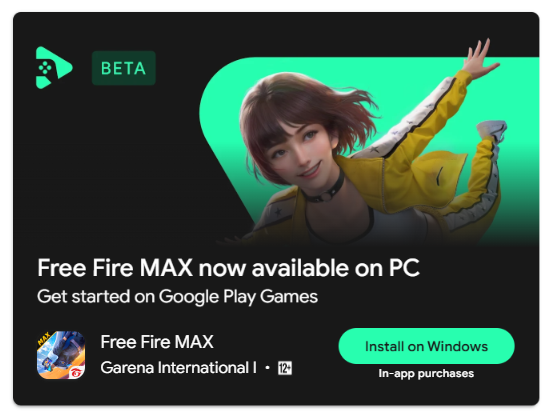 BETA
Free Fire MAX now available on PC
Get started on Google Play Games
MAX
Free Fire MAX
Garena International I • 12+
Install on Windows
In-app purchases